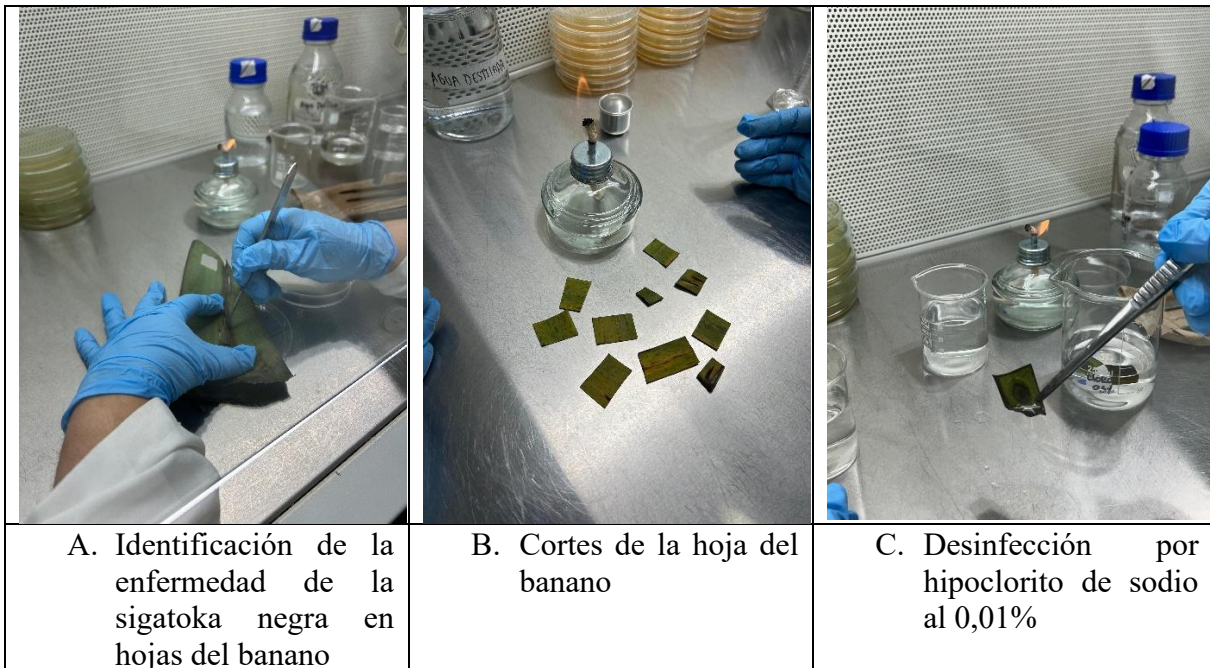 Agua
AGUA DESTILADA
A. Identificación de la
enfermedad de la
sigatoka negra en
hojas del banano
B. Cortes de la hoja del
banano
C. Desinfección por
hipoclorito de sodio
al 0,01%